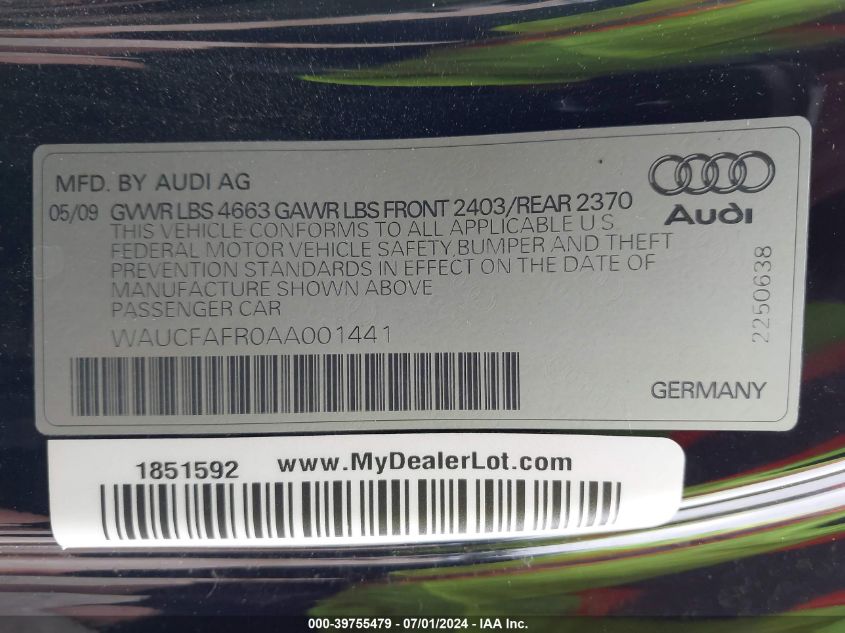 MFD. BY AUDI AG
05/09 GVWR LBS 4663 GAWR LBS FRONT 2403/REAR 2370
THIS VEHICLE CONFORMS TO ALL APPLICABLE U S
FEDERAL MOTOR VEHICLE SAFETY, BUMPER AND THEFT
PREVENTION STANDARDS IN EFFECT ON THE DATE OF
MANUFACTURE SHOWN ABOVE
PASSENGER CAR
WAUCFAFR0AA001441
Audi
2250638
GERMANY
1851592 www.MyDealerLot.com
000-39755479 - 07/01/2024 - IAA Inc.